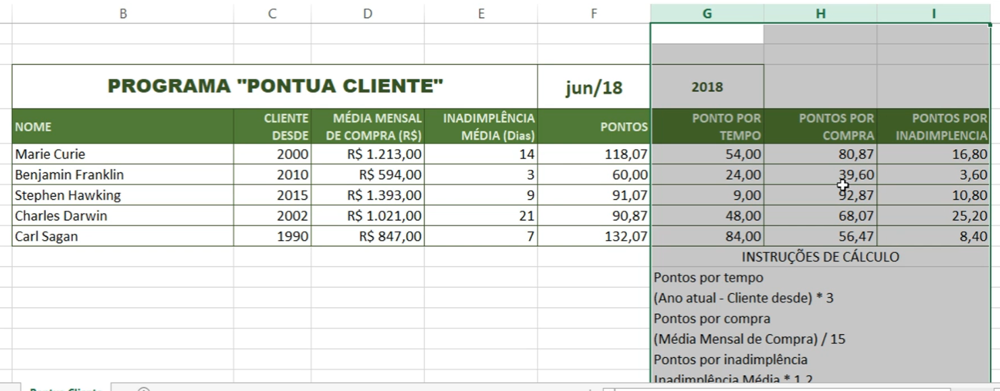 B C D E F G H I
PROGRAMA "PONTUA CLIENTE" jun/18 2018
NOME CLIENTE DESDE MÉDIA MENSAL DE COMPRA (R$) INADIMPLÊNCIA MÉDIA (Dias) PONTOS PONTO POR TEMPO PONTOS POR COMPRA PONTOS POR INADIMPLENCIA
Marie Curie 2000 R$ 1.213,00 14 118,07 54,00 80,87 16,80
Benjamin Franklin 2010 R$ 594,00 3 60,00 24,00 39,60 3,60
Stephen Hawking 2015 R$ 1.393,00 9 91,07 9,00 92,87 10,80
Charles Darwin 2002 R$ 1.021,00 21 90,87 48,00 68,07 25,20
Carl Sagan 1990 R$ 847,00 7 132,07 84,00 56,47 8,40
INSTRUÇÕES DE CÁLCULO
Pontos por tempo
(Ano atual - Cliente desde) * 3
Pontos por compra
(Média Mensal de Compra) / 15
Pontos por inadimplência
Inadimplência Média * 1,2